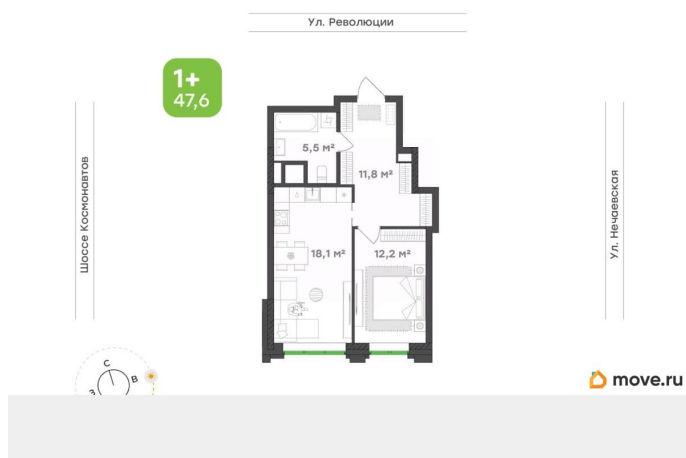 Ул. Революции
1+
47,6
Шоссе Космонавтов
Ул. Нечаевская
5,5 м²
11,8 м²
18,1 м²
12,2 м²
С
В
З
move.ru